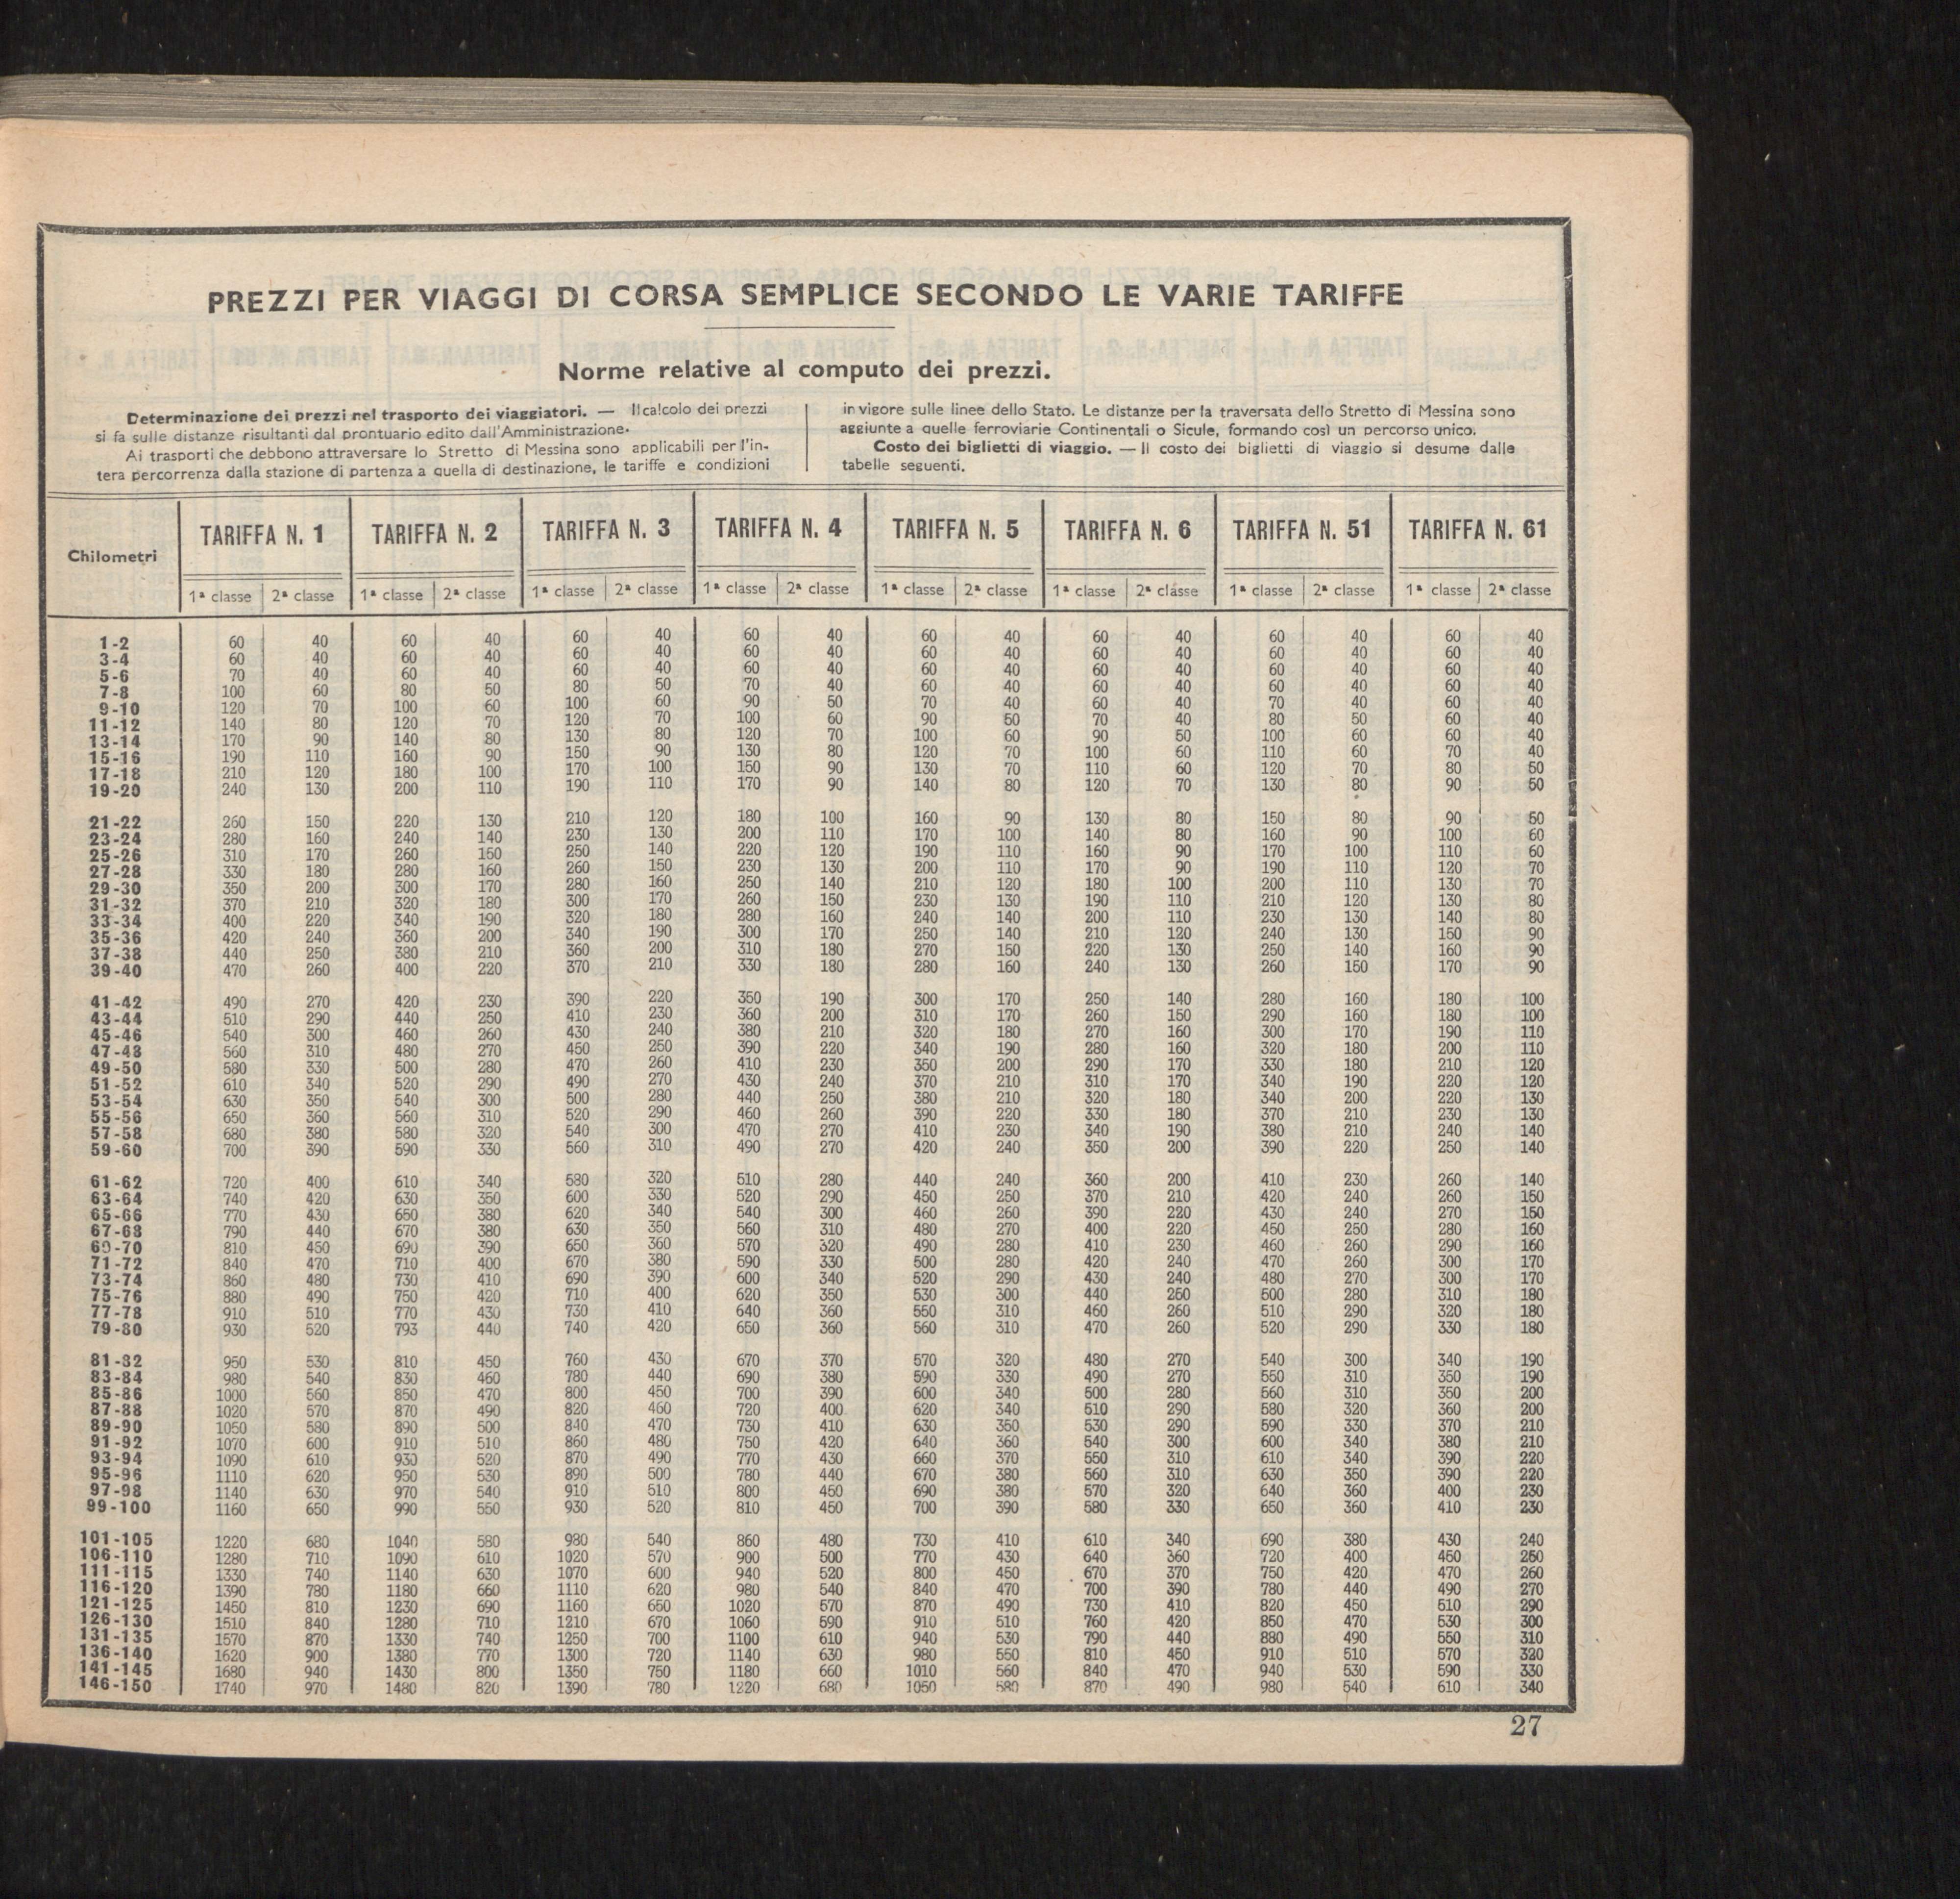 PREZZI PER VIAGGI DI CORSA SEMPLICE SECONDO LE VARIE TARIFFE
Norme relative al computo dei prezzi.
Determinazione dei prezzi nel trasporto dei viaggiatori. — Il calcolo dei prezzi
si fa sulle distanze risultanti dal prontuario edito dall'Amministrazione.
Ai trasporti che debbono attraversare lo Stretto di Messina sono applicabili per l'in-
tera percorrenza dalla stazione di partenza a quella di destinazione, le tariffe e condizioni
in vigore sulle linee dello Stato. Le distanze per la traversata dello Stretto di Messina sono
aggiunte a quelle ferroviarie Continentali o Sicule, formando così un percorso unico.
Costo dei biglietti di viaggio. — Il costo dei biglietti di viaggio si desume dalle
tabelle seguenti.
Chilometri TARIFFA N. 1 TARIFFA N. 2 TARIFFA N. 3 TARIFFA N. 4 TARIFFA N. 5 TARIFFA N. 6 TARIFFA N. 51 TARIFFA N. 61
1ª classe 2ª classe 1ª classe 2ª classe 1ª classe 2ª classe 1ª classe 2ª classe 1ª classe 2ª classe 1ª classe 2ª classe 1ª classe 2ª classe 1ª classe 2ª classe
1-2 60 40 60 40 60 40 60 40 60 40 60 40 60 40 60 40
3-4 60 40 60 40 60 40 60 40 60 40 60 40 60 40 60 40
5-6 70 40 60 40 60 40 60 40 60 40 60 40 60 40 60 40
7-8 100 60 80 50 80 50 70 40 60 40 60 40 60 40 60 40
9-10 120 70 100 60 100 60 90 50 70 40 60 40 70 40 60 40
11-12 140 80 120 70 120 70 100 60 90 50 70 40 80 50 60 40
13-14 170 90 140 80 130 80 120 70 100 60 90 50 100 60 60 40
15-16 190 110 160 90 150 90 130 80 120 70 100 60 110 60 70 40
17-18 210 120 180 100 170 100 150 90 130 70 110 60 120 70 80 50
19-20 240 130 200 110 190 110 170 90 140 80 120 70 130 80 90 50
21-22 260 150 220 130 210 120 180 100 160 90 130 80 150 80 90 50
23-24 280 160 240 140 230 130 200 110 170 100 140 80 160 90 100 60
25-26 310 170 260 150 250 140 220 120 190 110 160 90 170 100 110 60
27-28 330 180 280 160 260 150 230 130 200 110 170 90 190 110 120 70
29-30 350 200 300 170 280 160 250 140 210 120 180 100 200 110 130 70
31-32 370 210 320 180 300 170 260 150 230 130 190 110 210 120 130 80
33-34 400 220 340 190 320 180 280 160 240 140 200 110 230 130 140 80
35-36 420 240 360 200 340 190 300 170 250 140 210 120 240 130 150 90
37-38 440 250 380 210 360 200 310 180 270 150 220 130 250 140 160 90
39-40 470 260 400 220 370 210 330 180 280 160 240 130 260 150 170 90
41-42 490 270 420 230 390 220 350 190 300 170 250 140 280 160 180 100
43-44 510 290 440 250 410 230 360 200 310 170 260 150 290 160 180 100
45-46 540 300 460 260 430 240 380 210 320 180 270 160 300 170 190 110
47-48 560 310 480 270 450 250 390 220 340 190 280 160 320 180 200 110
49-50 580 330 500 280 470 260 410 230 350 200 290 170 330 180 210 120
51-52 610 340 520 290 490 270 430 240 370 210 310 170 340 190 220 120
53-54 630 350 540 300 500 280 440 250 380 210 320 180 340 200 220 130
55-56 650 360 560 310 520 290 460 260 390 220 330 180 370 210 230 130
57-58 680 380 580 320 540 300 470 270 410 230 340 190 380 210 240 140
59-60 700 390 590 330 560 310 490 270 420 240 350 200 390 220 250 140
61-62 720 400 610 340 580 320 510 280 440 240 360 200 410 230 260 140
63-64 740 420 630 350 600 330 520 290 450 250 370 210 420 240 260 150
65-66 770 430 650 380 620 340 540 300 460 260 390 220 430 240 270 150
67-68 790 440 670 380 630 350 560 310 480 270 400 220 450 250 280 160
69-70 810 450 690 390 650 360 570 320 490 280 410 230 460 260 290 160
71-72 840 470 710 400 670 380 590 330 500 280 420 240 470 260 300 170
73-74 860 480 730 410 690 390 600 340 520 290 430 240 480 270 300 170
75-76 880 490 750 420 710 400 620 350 530 300 440 250 500 280 310 180
77-78 910 510 770 430 730 410 640 360 550 310 460 260 510 290 320 180
79-80 930 520 793 440 740 420 650 360 560 310 470 260 520 290 330 180
81-82 950 530 810 450 760 430 670 370 570 320 480 270 540 300 340 190
83-84 980 540 830 460 780 440 690 380 590 330 490 270 550 310 350 190
85-86 1000 560 850 470 800 450 700 390 600 340 500 280 560 310 350 200
87-88 1020 570 870 490 820 460 720 400 620 340 510 290 580 320 360 200
89-90 1050 580 890 500 840 470 730 410 630 350 530 290 590 330 370 210
91-92 1070 600 910 510 860 480 750 420 640 360 540 300 600 340 380 210
93-94 1090 610 930 520 870 490 770 430 660 370 550 310 610 340 390 220
95-96 1110 620 950 530 890 500 780 440 670 380 560 310 630 350 390 220
97-98 1140 630 970 540 910 510 800 450 690 380 570 320 640 360 400 230
99-100 1160 650 990 550 930 520 810 450 700 390 580 330 650 360 410 230
101-105 1220 680 1040 580 980 540 860 480 730 410 610 340 690 380 430 240
106-110 1280 710 1090 610 1020 570 900 500 770 430 640 360 720 400 450 250
111-115 1330 740 1140 630 1070 600 940 520 800 450 670 370 750 420 470 260
116-120 1390 780 1180 660 1110 620 980 540 840 470 700 390 780 440 490 270
121-125 1450 810 1230 690 1160 650 1020 570 870 490 730 410 820 450 510 290
126-130 1510 840 1280 710 1210 670 1060 590 910 510 760 420 850 470 530 300
131-135 1570 870 1330 740 1250 700 1100 610 940 530 790 440 880 490 550 310
136-140 1620 900 1380 770 1300 720 1140 630 980 550 810 450 910 510 570 320
141-145 1680 940 1430 800 1350 750 1180 660 1010 560 840 470 940 530 590 330
146-150 1740 970 1480 820 1390 780 1220 680 1050 580 870 490 980 540 610 340
27